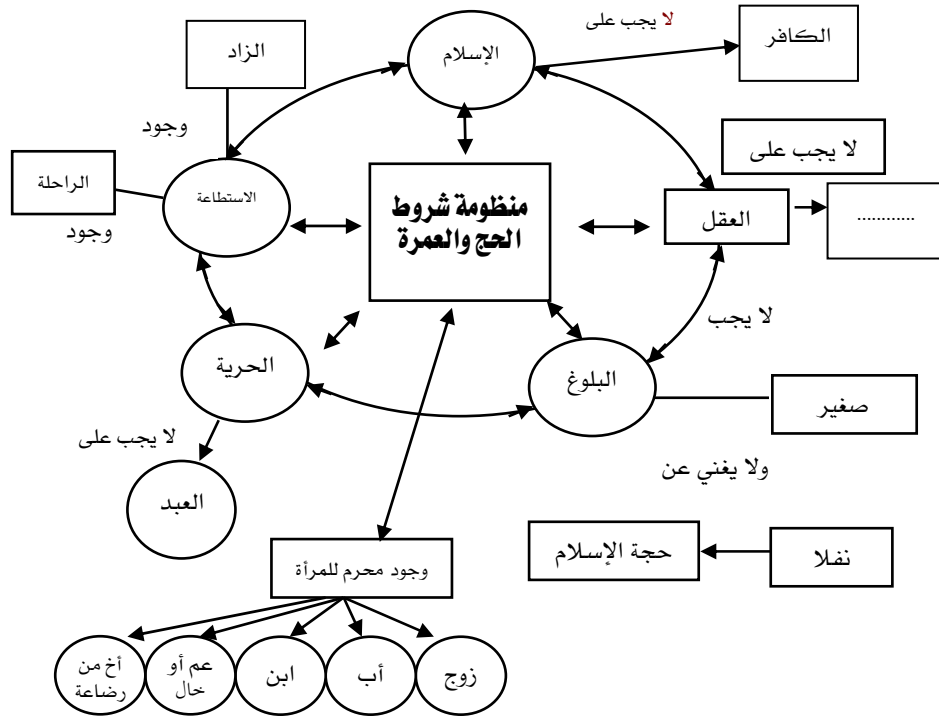 الإسلام
لا يجب على
الكافر
الزاد
وجود
الراحلة
وجود
الاستطاعة
منظومة شروط
الحج والعمرة
لا يجب على
العقل
............
لا يجب
البلوغ
صغير
الحرية
لا يجب على
العبد
ولا يغني عن
نفلا
حجة الإسلام
وجود محرم للمرأة
زوج
أب
ابن
عم أو
خال
أخ من
رضاعة